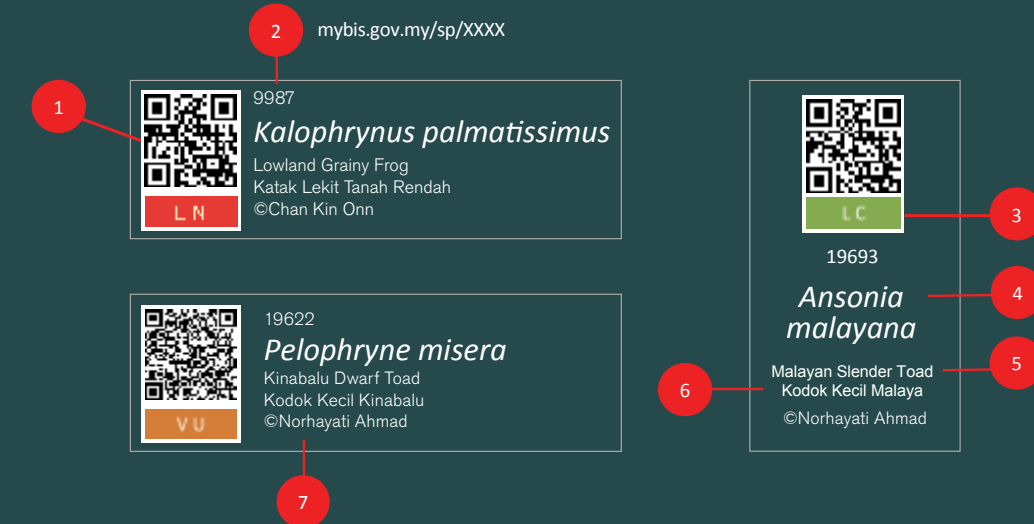 2 mybis.gov.my/sp/XXXX
1
9987
Kalophrynus palmatissimus
Lowland Grainy Frog
Katak Lekit Tanah Rendah
©Chan Kin Onn
L N
19622
Pelophryne misera
Kinabalu Dwarf Toad
Kodok Kecil Kinabalu
©Norhayati Ahmad
V U
7
L C
3
19693
Ansonia
malayana
4
Malayan Slender Toad
5
Kodok Kecil Malaya
6
©Norhayati Ahmad